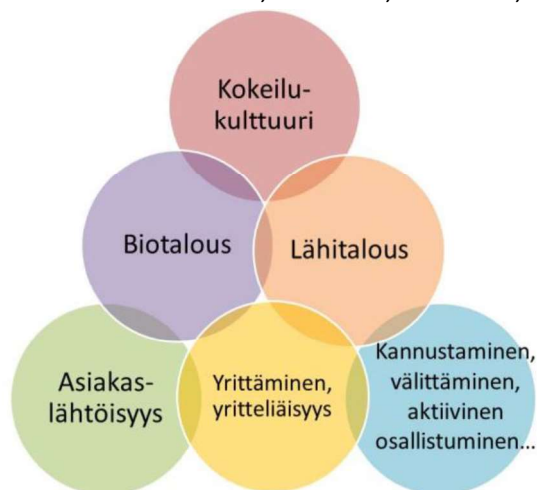 Kokeilu-
kulttuuri
Biotalous
Lähitalous
Asiakas-
lähtöisyys
Yrittäminen,
yritteliäisyys
Kannustaminen,
välittäminen,
aktiivinen
osallistuminen...